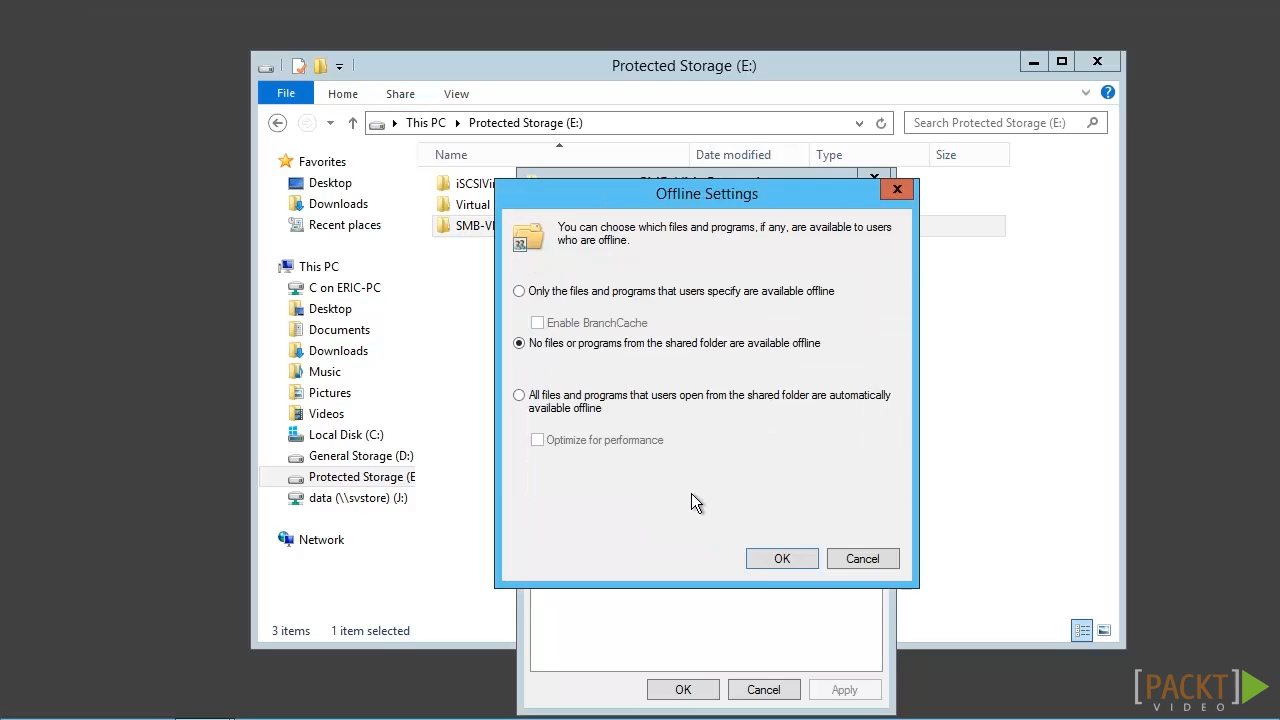 Protected Storage (E:)
File Home Share View
This PC Protected Storage (E:) Search Protected Storage (E:)
Name Date modified Type Size
Favorites
Desktop
Downloads
Recent places
This PC
C on ERIC-PC
Desktop
Documents
Downloads
Music
Pictures
Videos
Local Disk (C:)
General Storage (D:)
Protected Storage (E
data (\\svstore) (J:)
Network
Virtual
SMB-V
3 items 1 item selected
Offline Settings
You can choose which files and programs, if any, are available to users
who are offline.
Only the files and programs that users specify are available offline
Enable BranchCache
No files or programs from the shared folder are available offline
All files and programs that users open from the shared folder are automatically
available offline
Optimize for performance
OK Cancel
OK Cancel Apply
[PACKT]
VIDEO